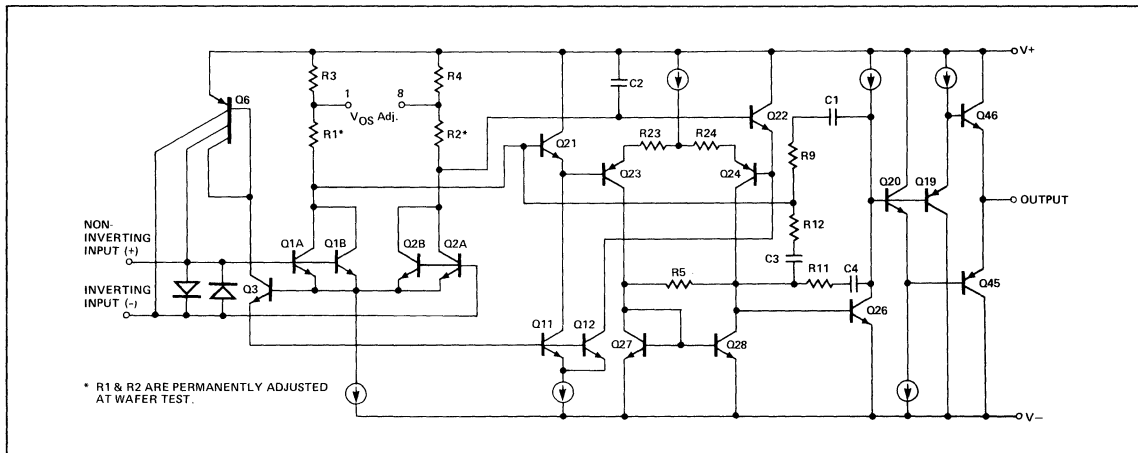 V+
R3
R4
C2
Q6
1
8
V_OS Adj.
C1
Q22
Q46
R1*
R2*
Q21
R23
R24
R9
Q23
Q24
Q20
Q19
OUTPUT
NON-
INVERTING
INPUT (+)
Q1A
Q1B
Q2B
Q2A
R12
C3
R11
C4
INVERTING
INPUT (-)
Q3
R5
Q45
Q26
Q11
Q12
Q27
Q28
* R1 & R2 ARE PERMANENTLY ADJUSTED
AT WAFER TEST.
V−